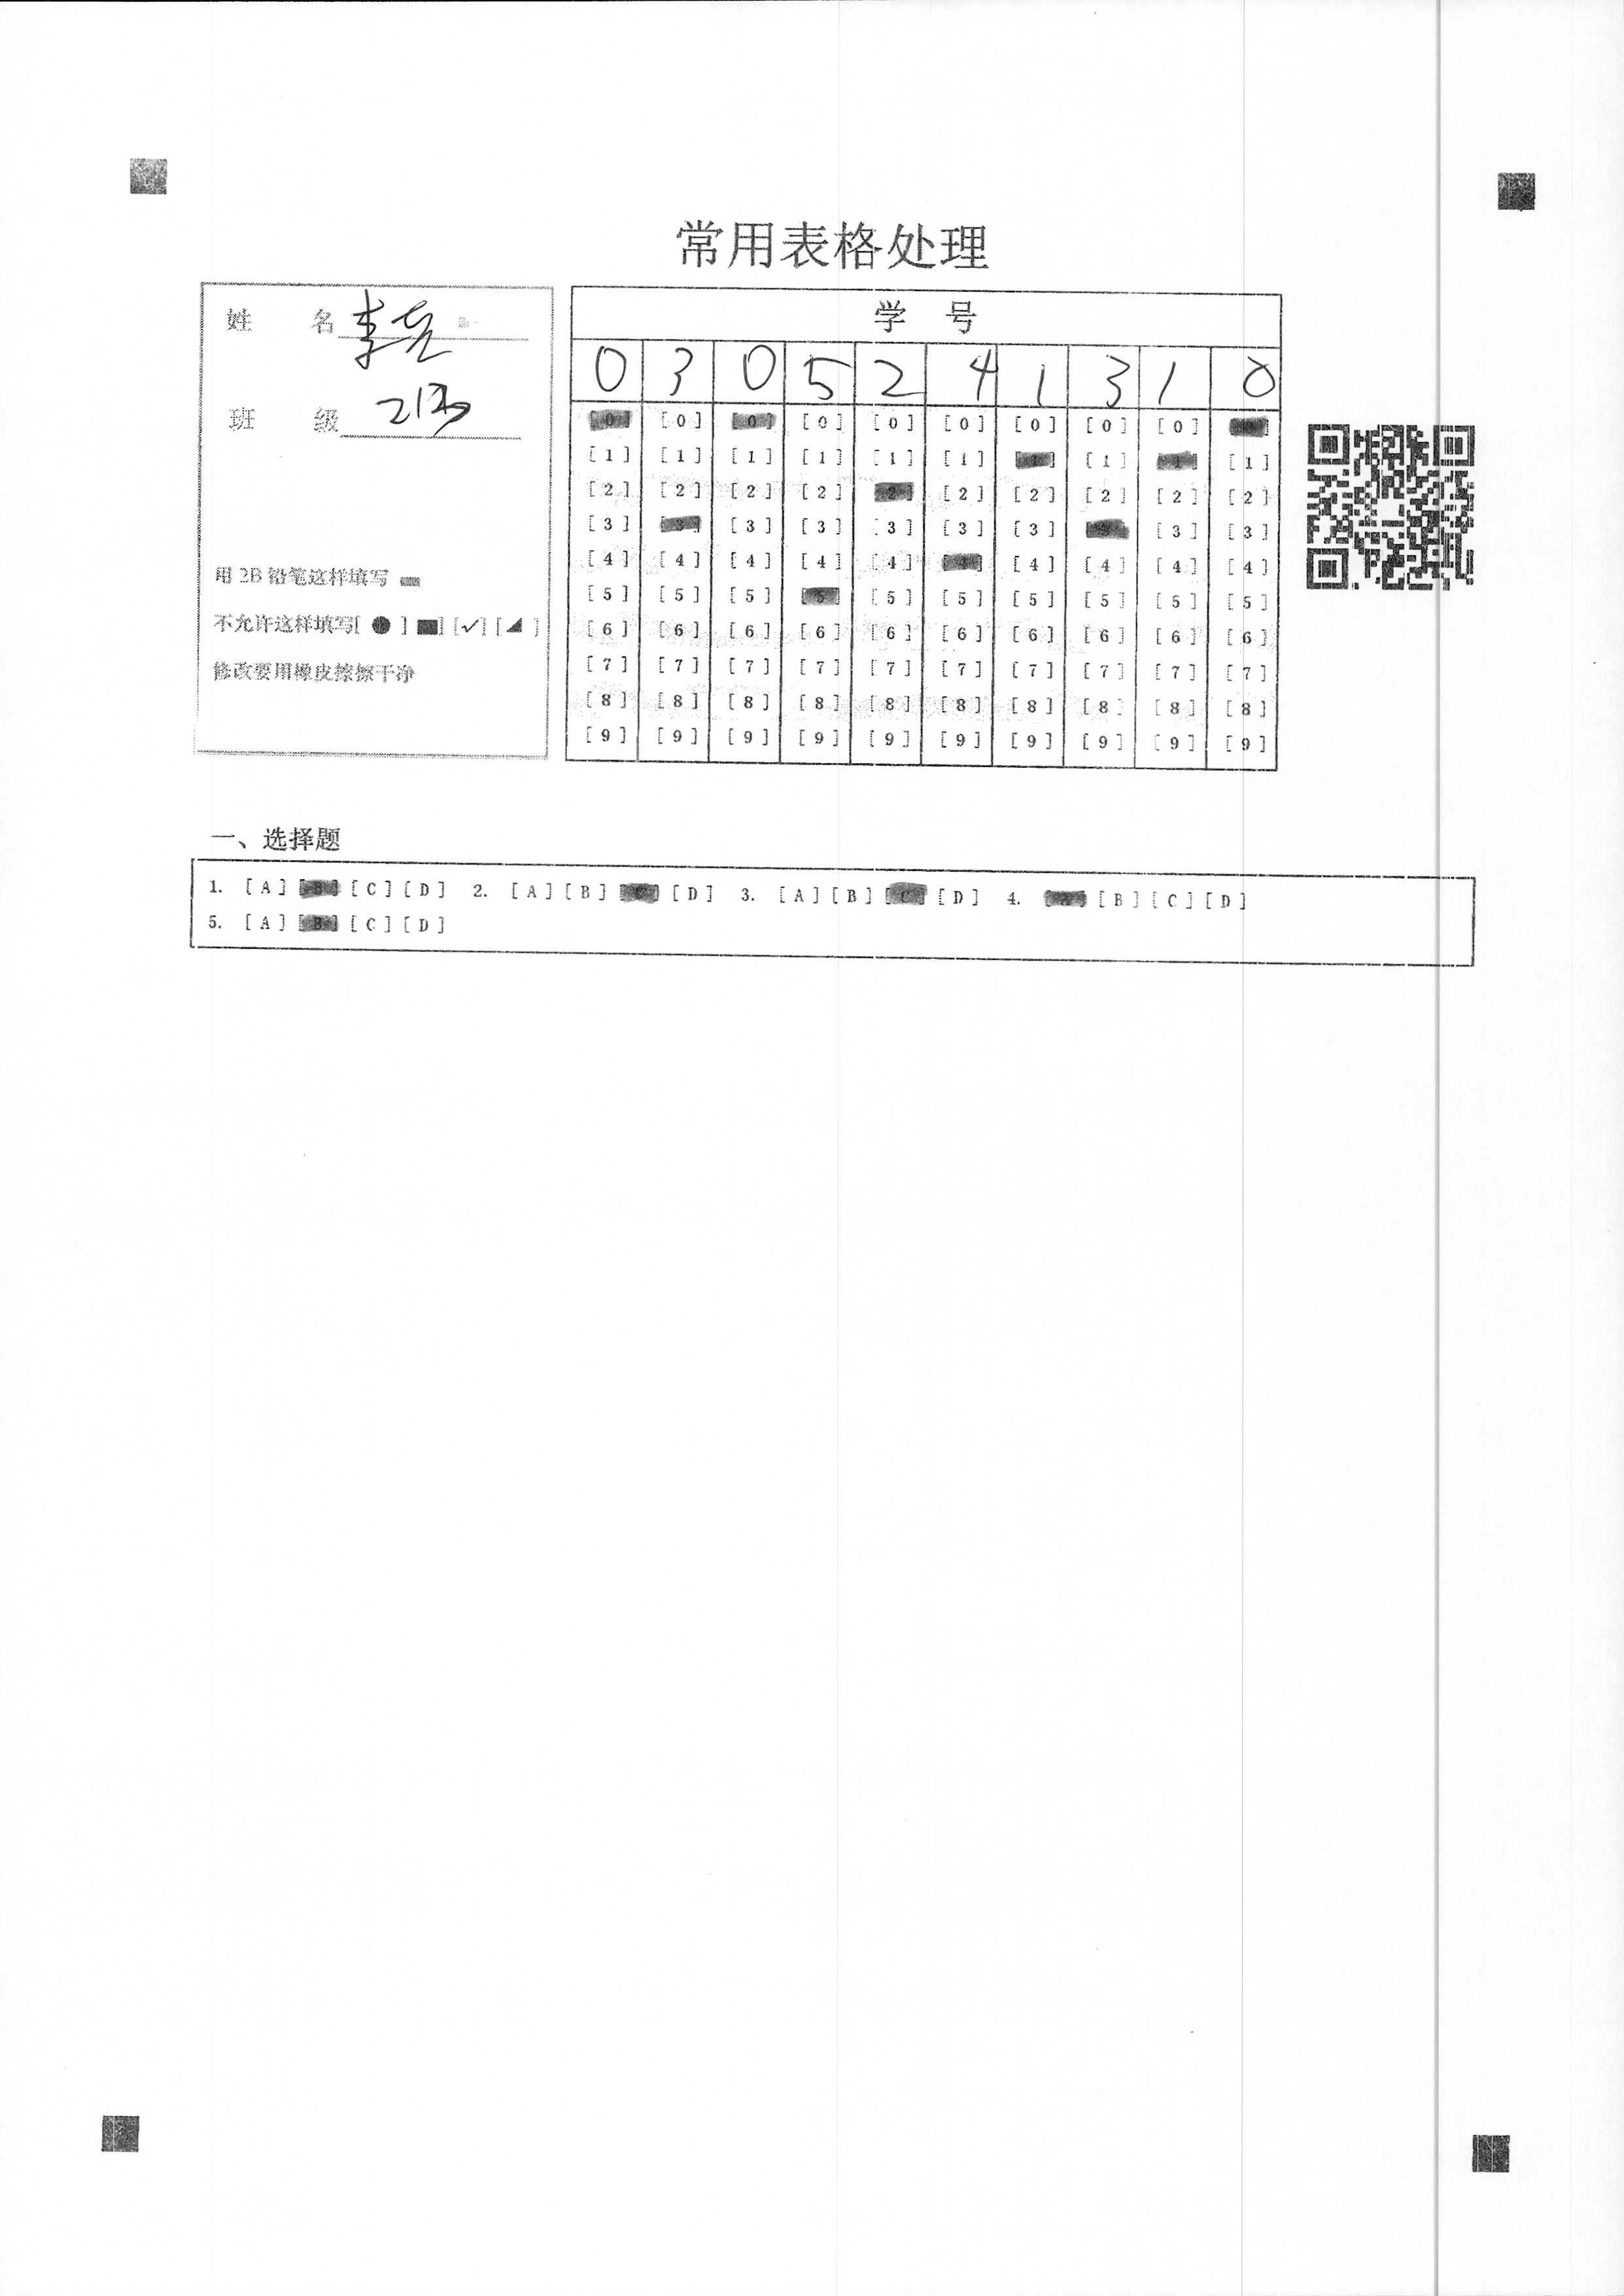 常用表格处理
姓 名 李
班 级
用 2B 铅笔这样填写
不允许这样填写[ ● ] [■] [✓] [◢ ]
修改要用橡皮擦擦干净
学 号
0 3 0 5 2 4 1 3 1 0
[0] [0] [0] [0] [0] [0] [0] [0] [0] [0]
[1] [1] [1] [1] [1] [1] [1] [1] [1] [1]
[2] [2] [2] [2] [2] [2] [2] [2] [2] [2]
[3] [3] [3] [3] [3] [3] [3] [3] [3] [3]
[4] [4] [4] [4] [4] [4] [4] [4] [4] [4]
[5] [5] [5] [5] [5] [5] [5] [5] [5] [5]
[6] [6] [6] [6] [6] [6] [6] [6] [6] [6]
[7] [7] [7] [7] [7] [7] [7] [7] [7] [7]
[8] [8] [8] [8] [8] [8] [8] [8] [8] [8]
[9] [9] [9] [9] [9] [9] [9] [9] [9] [9]
一、选择题
1. [A] [B] [C] [D] 2. [A] [B] [C] [D] 3. [A] [B] [C] [D] 4. [A] [B] [C] [D]
5. [A] [B] [C] [D]